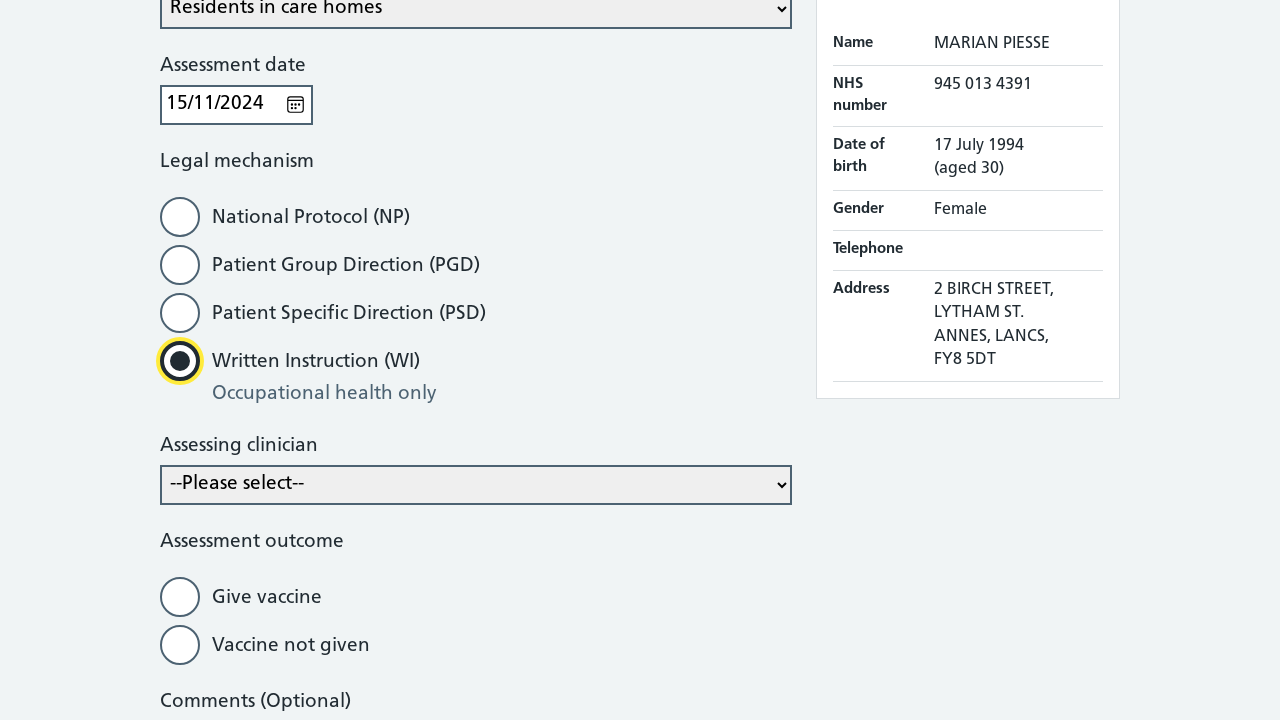 Residents in care homes
Assessment date
15/11/2024
Legal mechanism
National Protocol (NP)
Patient Group Direction (PGD)
Patient Specific Direction (PSD)
Written Instruction (WI)
Occupational health only
Assessing clinician
--Please select--
Assessment outcome
Give vaccine
Vaccine not given
Comments (Optional)
Name MARIAN PIESSE
NHS number 945 013 4391
Date of birth 17 July 1994 (aged 30)
Gender Female
Telephone
Address 2 BIRCH STREET,
LYTHAM ST.
ANNES, LANCS,
FY8 5DT